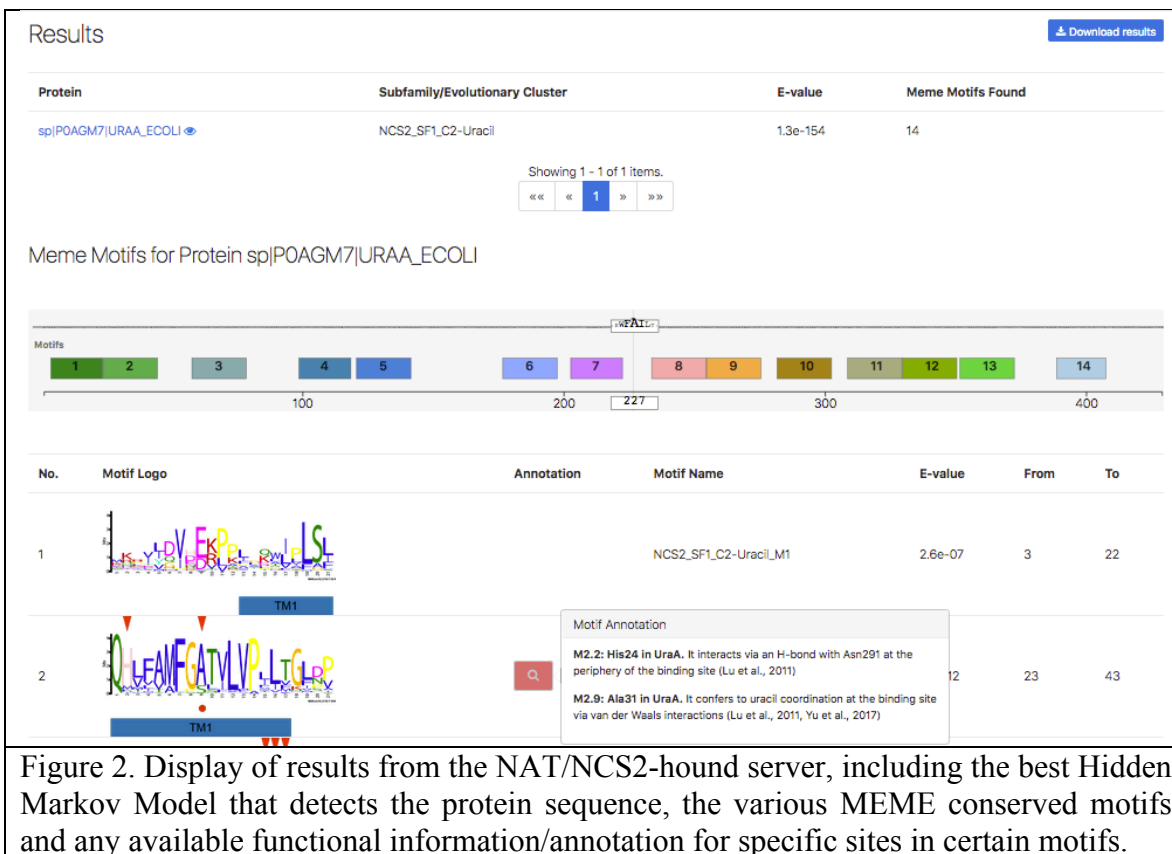 Results
Download results
Protein Subfamily/Evolutionary Cluster E-value Meme Motifs Found
sp|P0AGM7|URAA_ECOLI NCS2_SF1_C2-Uracil 1.3e-154 14
Showing 1 - 1 of 1 items.
«« « 1 » »»
Meme Motifs for Protein sp|P0AGM7|URAA_ECOLI
WFAIL
Motifs
1 2 3 4 5 6 7 8 9 10 11 12 13 14
100 200 227 300 400
No. Motif Logo Annotation Motif Name E-value From To
1 NCS2_SF1_C2-Uracil_M1 2.6e-07 3 22
TM1
Motif Annotation
M2.2: His24 in UraA. It interacts via an H-bond with Asn291 at the
periphery of the binding site (Lu et al., 2011)
2 12 23 43
M2.9: Ala31 in UraA. It confers to uracil coordination at the binding site
via van der Waals interactions (Lu et al., 2011, Yu et al., 2017)
TM1
Figure 2. Display of results from the NAT/NCS2-hound server, including the best Hidden
Markov Model that detects the protein sequence, the various MEME conserved motifs
and any available functional information/annotation for specific sites in certain motifs.